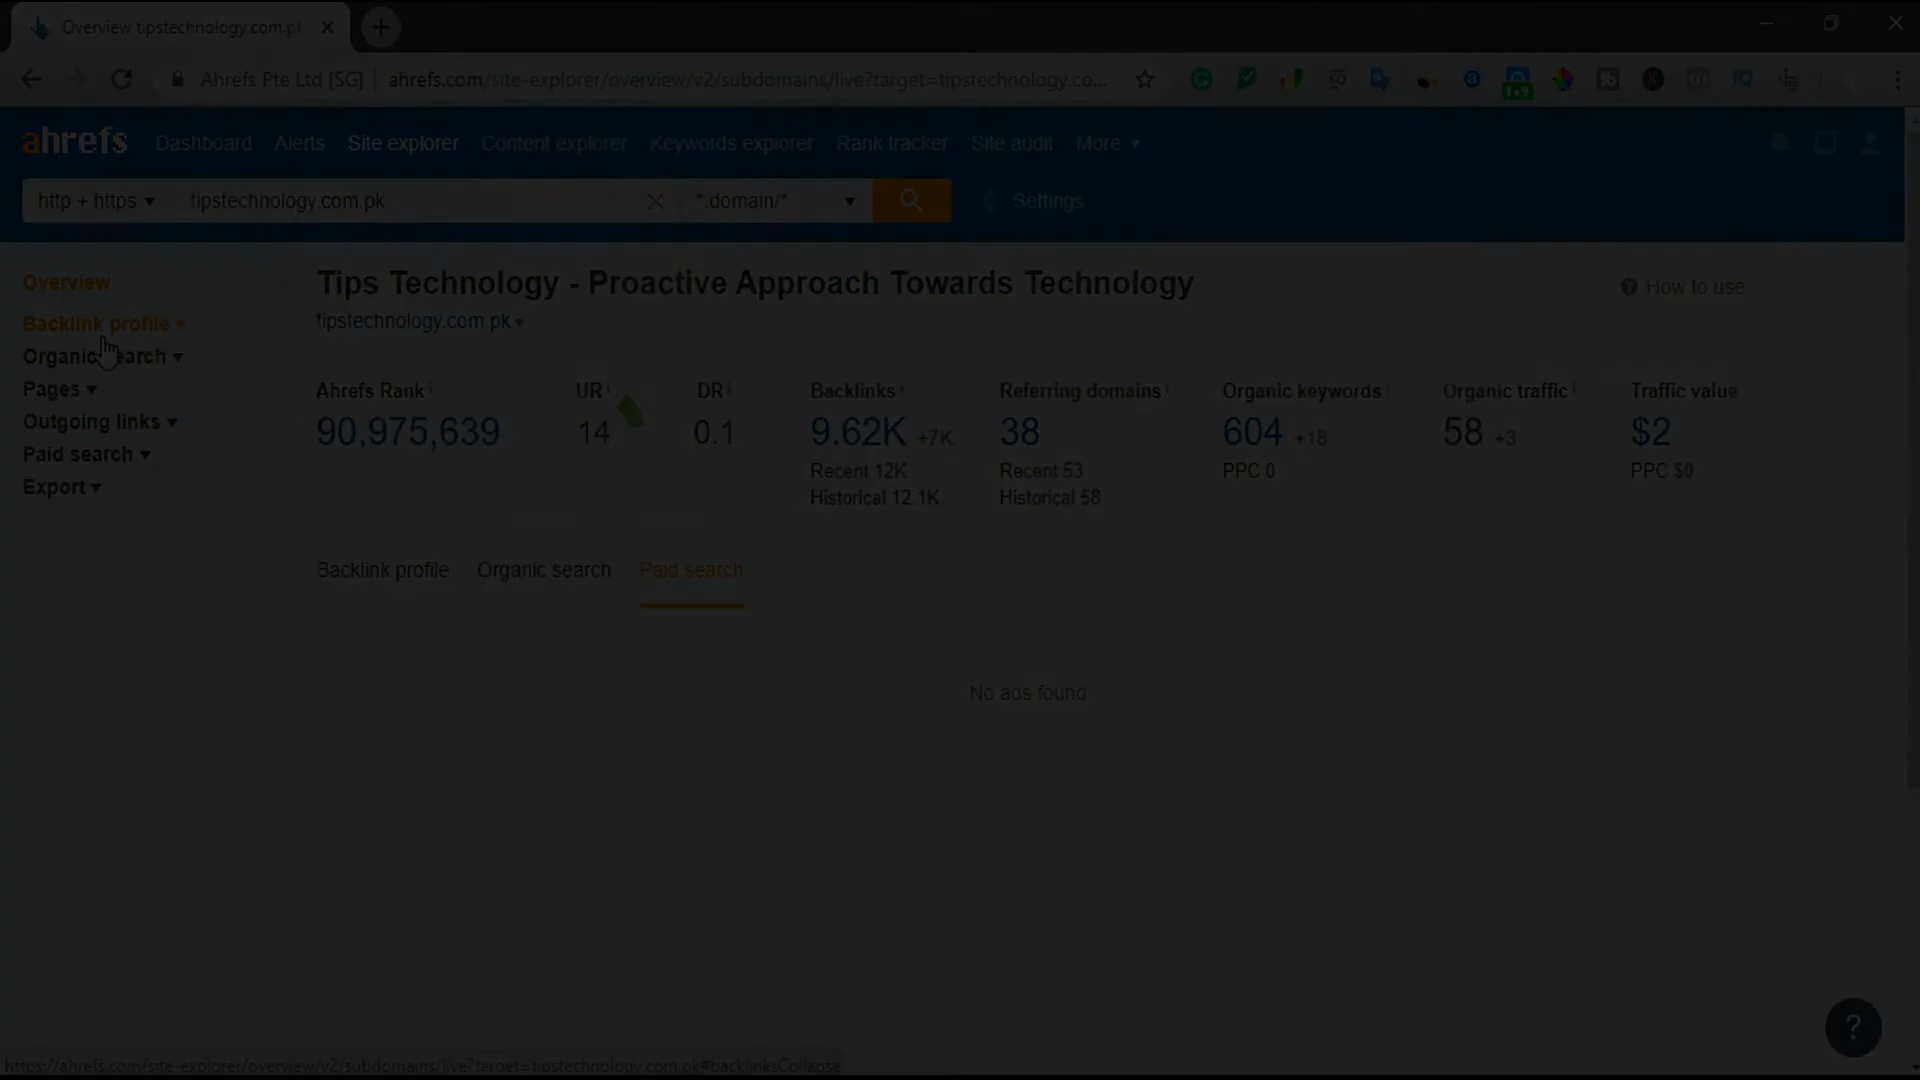 Overview tipstechnology.com.pl
Ahrefs Pte Ltd [SG] | ahrefs.com/site-explorer/overview/v2/subdomains/live?target=tipstechnology.co...
1+9
ahrefs Dashboard Alerts Site explorer Content explorer Keywords explorer Rank tracker Site audit More
http + https tipstechnology.com.pk *.domain/* Settings
Overview
Backlink profile
Organic search
Pages
Outgoing links
Paid search
Export
Tips Technology - Proactive Approach Towards Technology
How to use
tipstechnology.com.pk
Ahrefs Rank UR DR Backlinks Referring domains Organic keywords Organic traffic Traffic value
90,975,639 14 0.1 9.62K +7K 38 604 +18 58 +3 $2
Recent 12K Recent 53 PPC 0 PPC $0
Historical 12.1K Historical 58
Backlink profile Organic search Paid search
No ads found
?
https://ahrefs.com/site-explorer/overview/v2/subdomains/live?target=tipstechnology.com.pk#backlinksCollapse